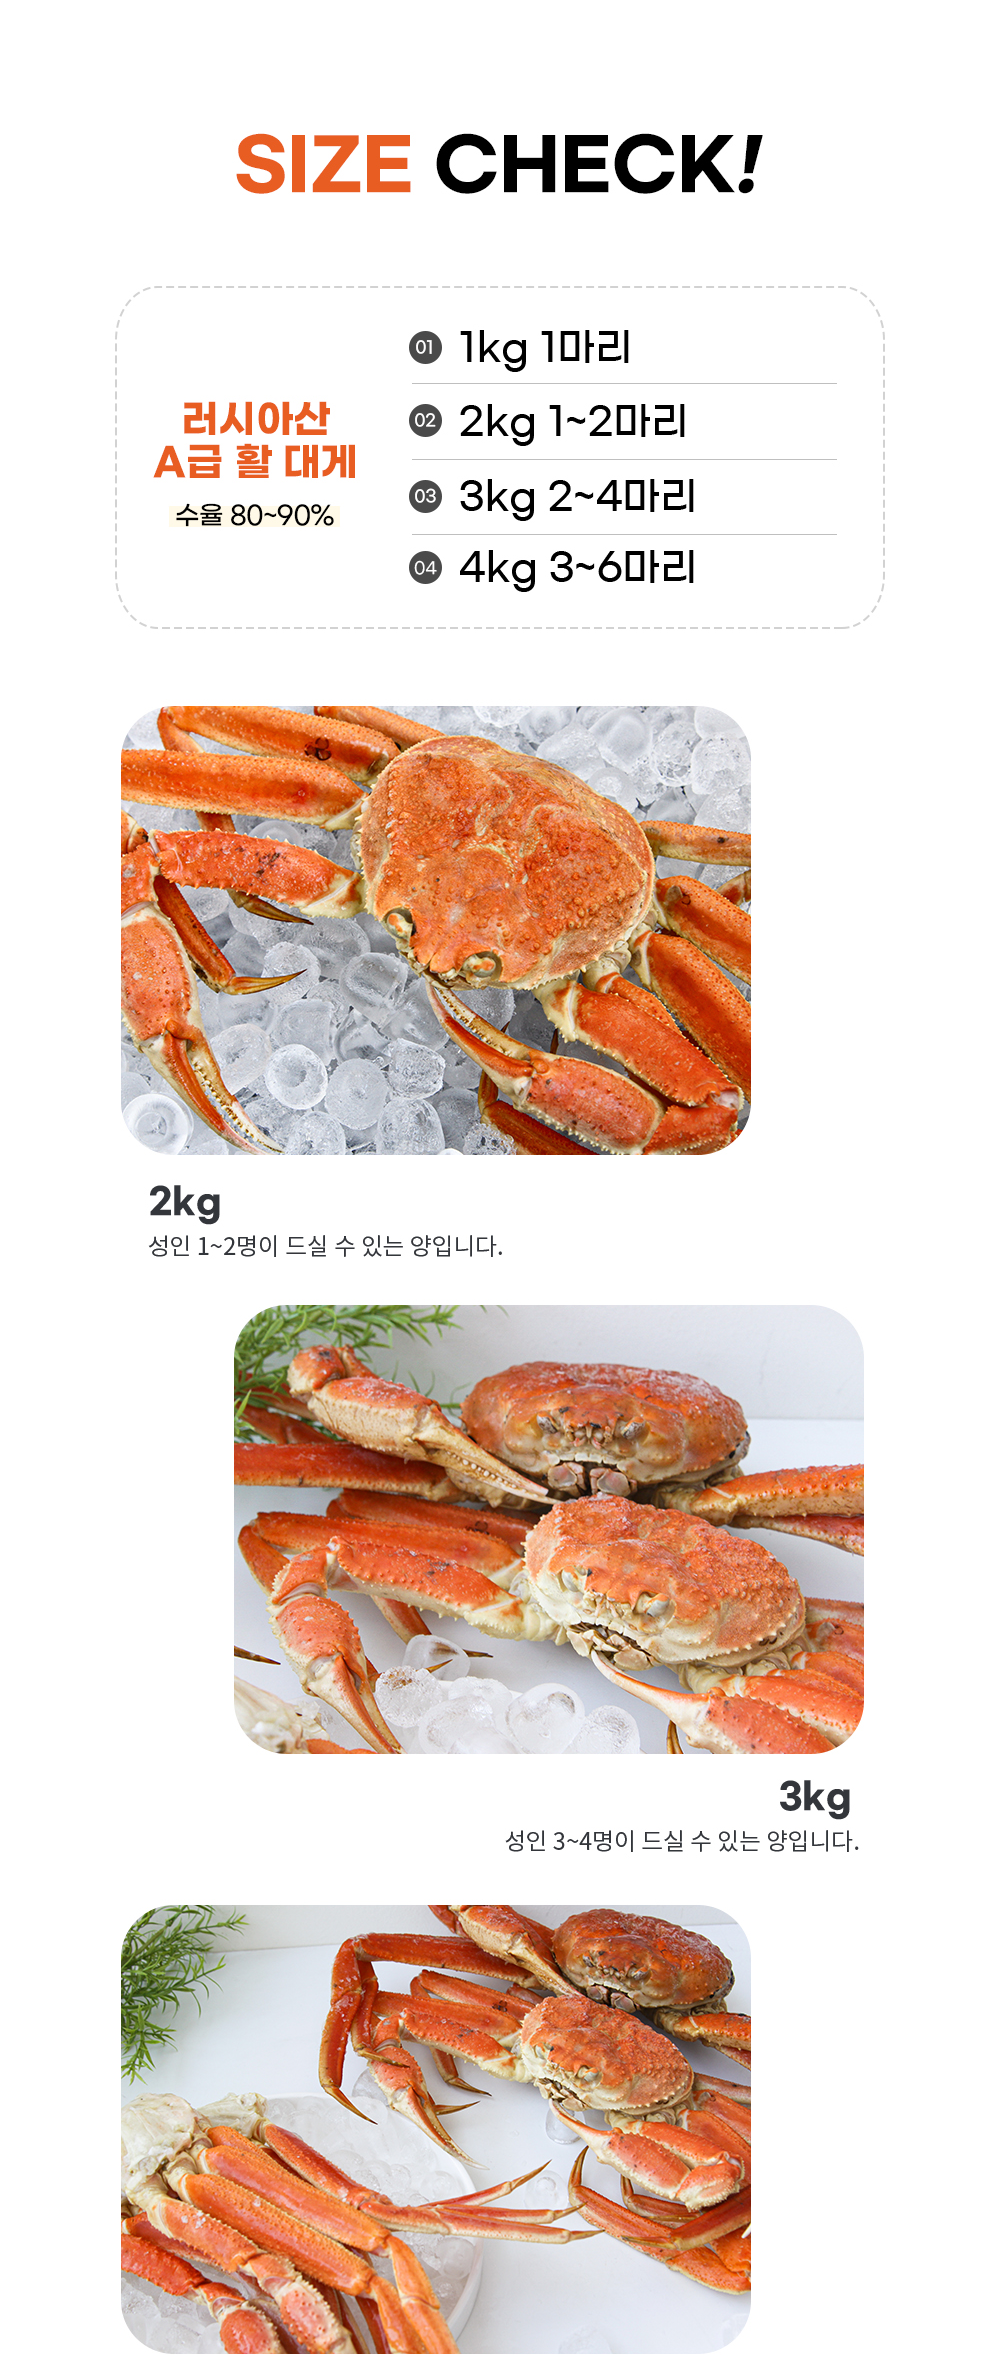 SIZE CHECK!
러시아산
A급 활 대게
수율 80~90%
01 1kg 1마리
02 2kg 1~2마리
03 3kg 2~4마리
04 4kg 3~6마리
2kg
성인 1~2명이 드실 수 있는 양입니다.
3kg
성인 3~4명이 드실 수 있는 양입니다.